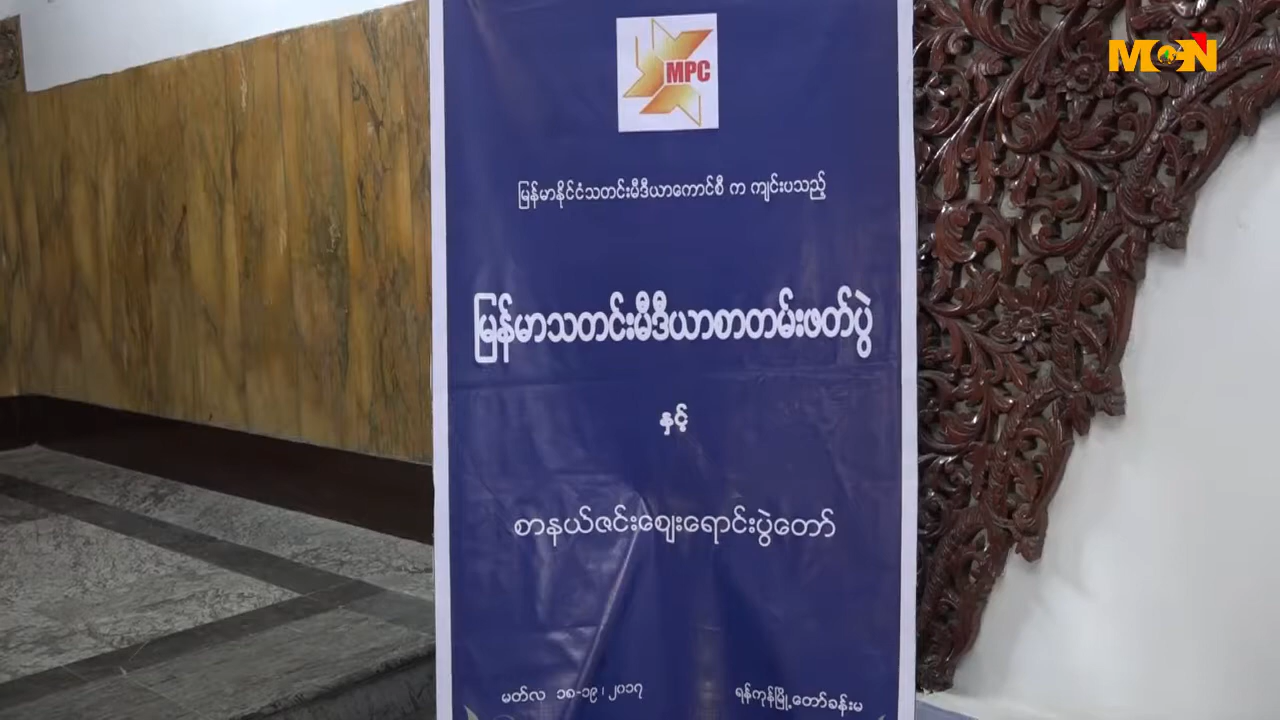 MCN
MPC
မြန်မာနိုင်ငံသတင်းမီဒီယာကောင်စီ က ကျင်းပသည့်
မြန်မာသတင်းမီဒီယာစာတမ်းဖတ်ပွဲ
နှင့်
စာနယ်ဇင်းဈေးရောင်းပွဲတော်
မတ်လ ၁၈-၁၉၊ ၂၀၁၇
ရန်ကုန်မြို့တော်ခန်းမ